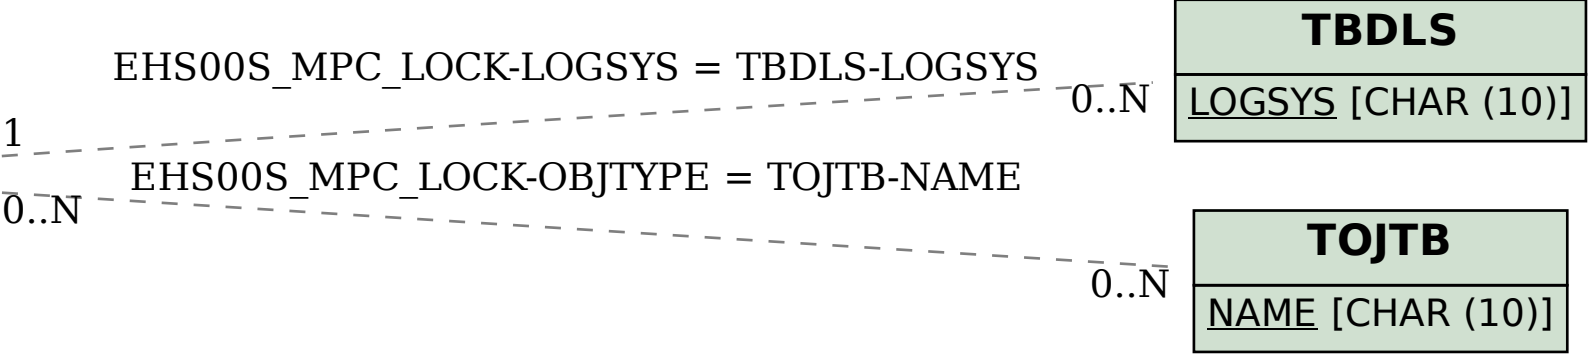 TBDLS
EHS00S_MPC_LOCK-LOGSYS = TBDLS-LOGSYS
0..N
LOGSYS [CHAR (10)]
1
EHS00S_MPC_LOCK-OBJTYPE = TOJTB-NAME
0..N
TOJTB
0..N
NAME [CHAR (10)]